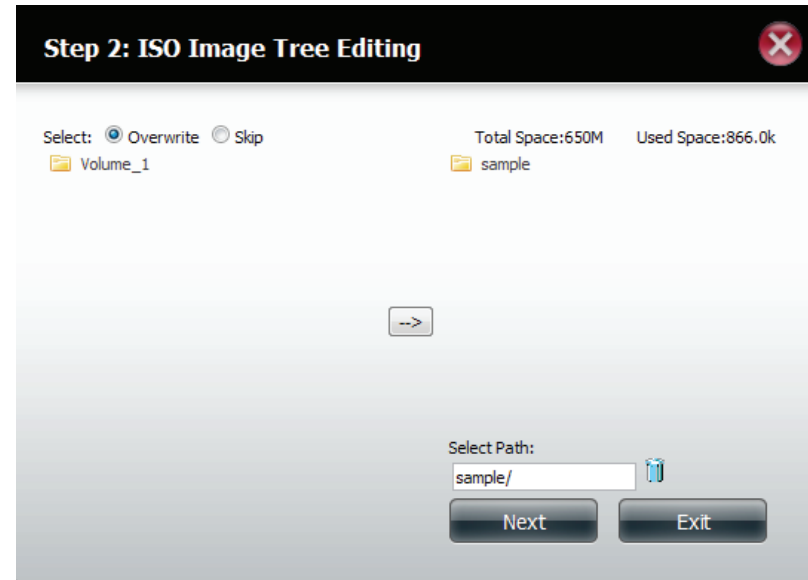 Step 2: ISO Image Tree Editing
Select: Overwrite Skip
Total Space:650M Used Space:866.0k
Volume_1
sample
-->
Select Path:
sample/
Next Exit